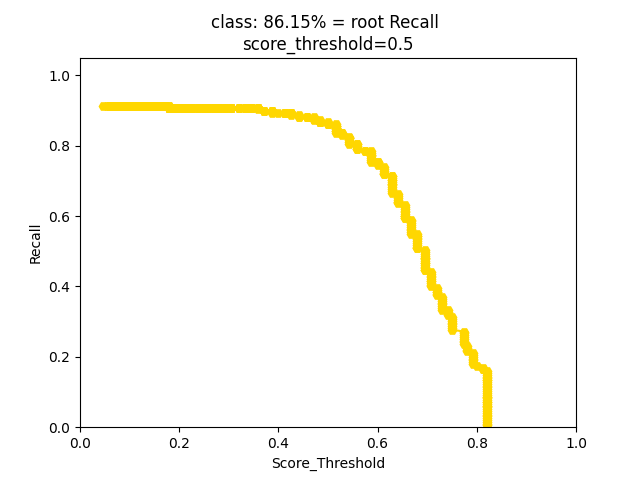 class: 86.15% = root Recall
score_threshold=0.5
1.0
0.8
0.6
0.4
0.2
0.0
Recall
0.0 0.2 0.4 0.6 0.8 1.0
Score_Threshold